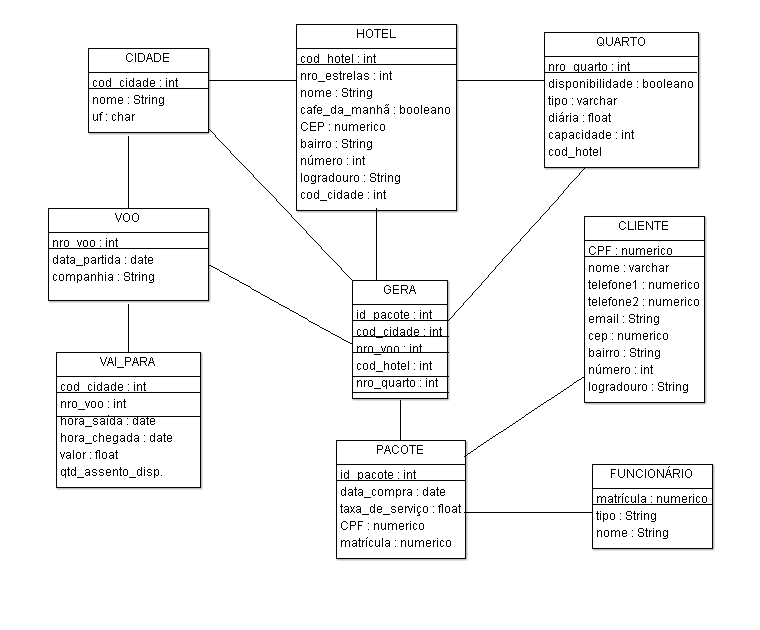 CIDADE
cod_cidade : int
nome : String
uf : char
HOTEL
cod_hotel : int
nro_estrelas : int
nome : String
cafe_da_manhã : booleano
CEP : numerico
bairro : String
número : int
logradouro : String
cod_cidade : int
QUARTO
nro_quarto : int
disponibilidade : booleano
tipo : varchar
diária : float
capacidade : int
cod_hotel
VOO
nro_voo : int
data_partida : date
companhia : String
CLIENTE
CPF : numerico
nome : varchar
telefone1 : numerico
telefone2 : numerico
email : String
cep : numerico
bairro : String
número : int
logradouro : String
GERA
id_pacote : int
cod_cidade : int
nro_voo : int
cod_hotel : int
nro_quarto : int
VAI_PARA
cod_cidade : int
nro_voo : int
hora_saída : date
hora_chegada : date
valor : float
qtd_assento_disp.
PACOTE
id_pacote : int
data_compra : date
taxa_de_serviço : float
CPF : numerico
matrícula : numerico
FUNCIONÁRIO
matrícula : numerico
tipo : String
nome : String